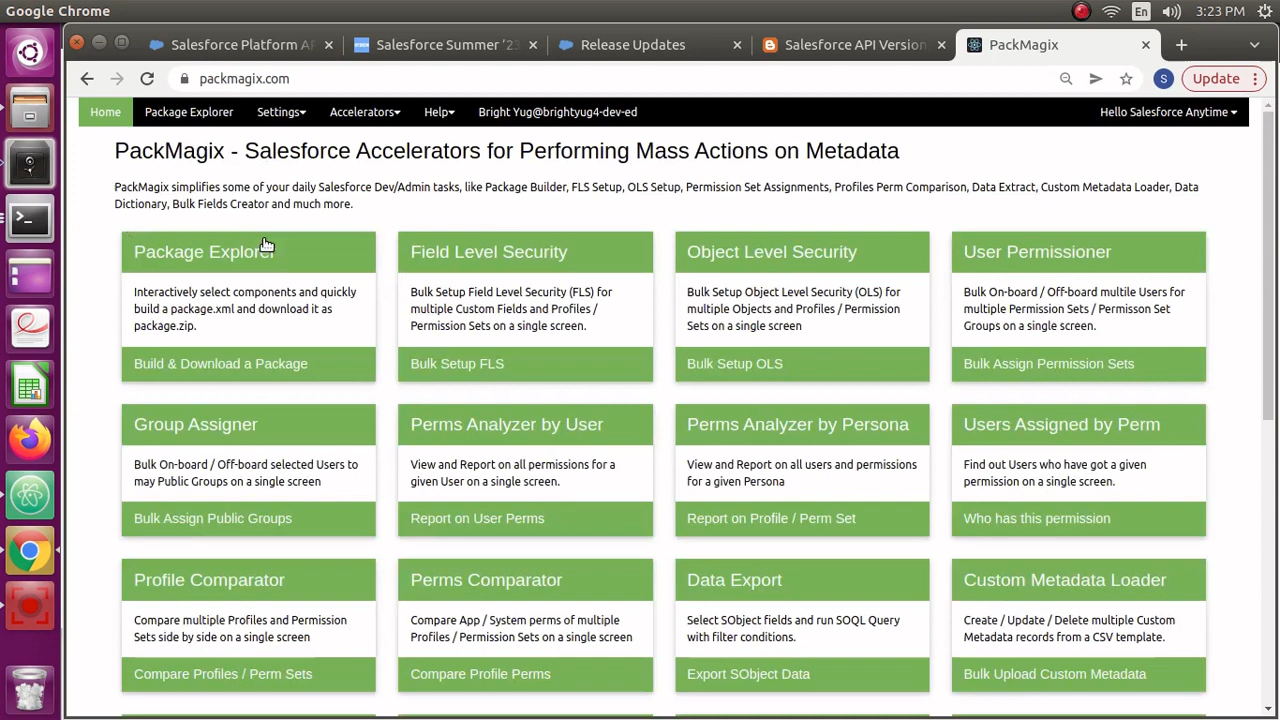 Google Chrome
En
3:23 PM
Salesforce Platform AP
Salesforce Summer '23
Release Updates
Salesforce API Version
PackMagix
packmagix.com
S
Update
Home
Package Explorer
Settings
Accelerators
Help
Bright Yug@brightyug4-dev-ed
Hello Salesforce Anytime
PackMagix - Salesforce Accelerators for Performing Mass Actions on Metadata
PackMagix simplifies some of your daily Salesforce Dev/Admin tasks, like Package Builder, FLS Setup, OLS Setup, Permission Set Assignments, Profiles Perm Comparison, Data Extract, Custom Metadata Loader, Data
Dictionary, Bulk Fields Creator and much more.
Package Explorer
Interactively select components and quickly
build a package.xml and download it as
package.zip.
Build & Download a Package
Field Level Security
Bulk Setup Field Level Security (FLS) for
multiple Custom Fields and Profiles /
Permission Sets on a single screen.
Bulk Setup FLS
Object Level Security
Bulk Setup Object Level Security (OLS) for
multiple Objects and Profiles / Permission
Sets on a single screen
Bulk Setup OLS
User Permissioner
Bulk On-board / Off-board multile Users for
multiple Permission Sets / Permisson Set
Groups on a single screen.
Bulk Assign Permission Sets
Group Assigner
Bulk On-board / Off-board selected Users to
may Public Groups on a single screen
Bulk Assign Public Groups
Perms Analyzer by User
View and Report on all permissions for a
given User on a single screen.
Report on User Perms
Perms Analyzer by Persona
View and Report on all users and permissions
for a given Persona
Report on Profile / Perm Set
Users Assigned by Perm
Find out Users who have got a given
permission on a single screen.
Who has this permission
Profile Comparator
Compare multiple Profiles and Permission
Sets side by side on a single screen
Compare Profiles / Perm Sets
Perms Comparator
Compare App / System perms of multiple
Profiles / Permission Sets on a single screen
Compare Profile Perms
Data Export
Select SObject fields and run SOQL Query
with filter conditions.
Export SObject Data
Custom Metadata Loader
Create / Update / Delete multiple Custom
Metadata records from a CSV template.
Bulk Upload Custom Metadata